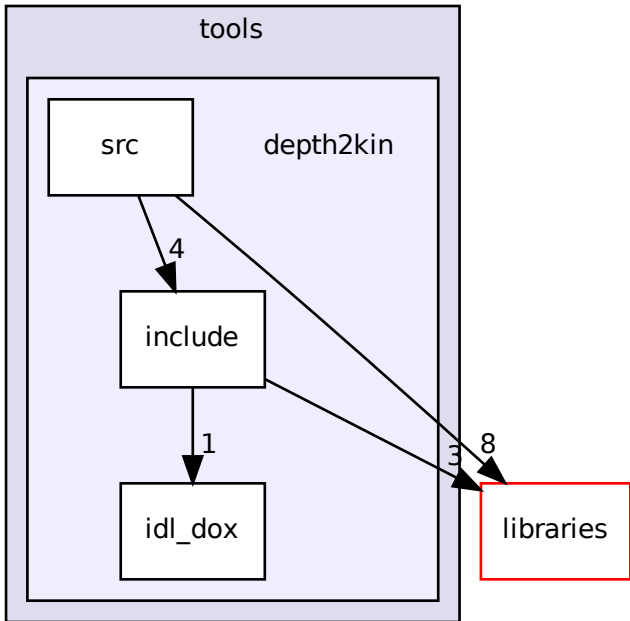 tools
src
depth2kin
4
include
1
3
8
idl_dox
libraries